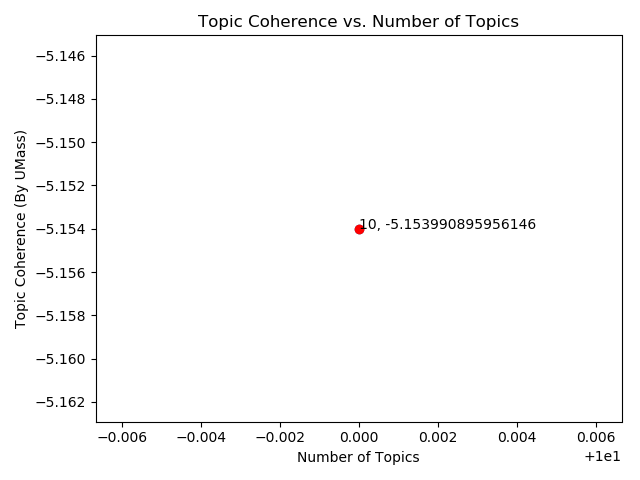 Topic Coherence vs. Number of Topics
Topic Coherence (By UMass)
−5.146
−5.148
−5.150
−5.152
−5.154
−5.156
−5.158
−5.160
−5.162
10, -5.153990895956146
−0.006 −0.004 −0.002 0.000 0.002 0.004 0.006
+1e1
Number of Topics